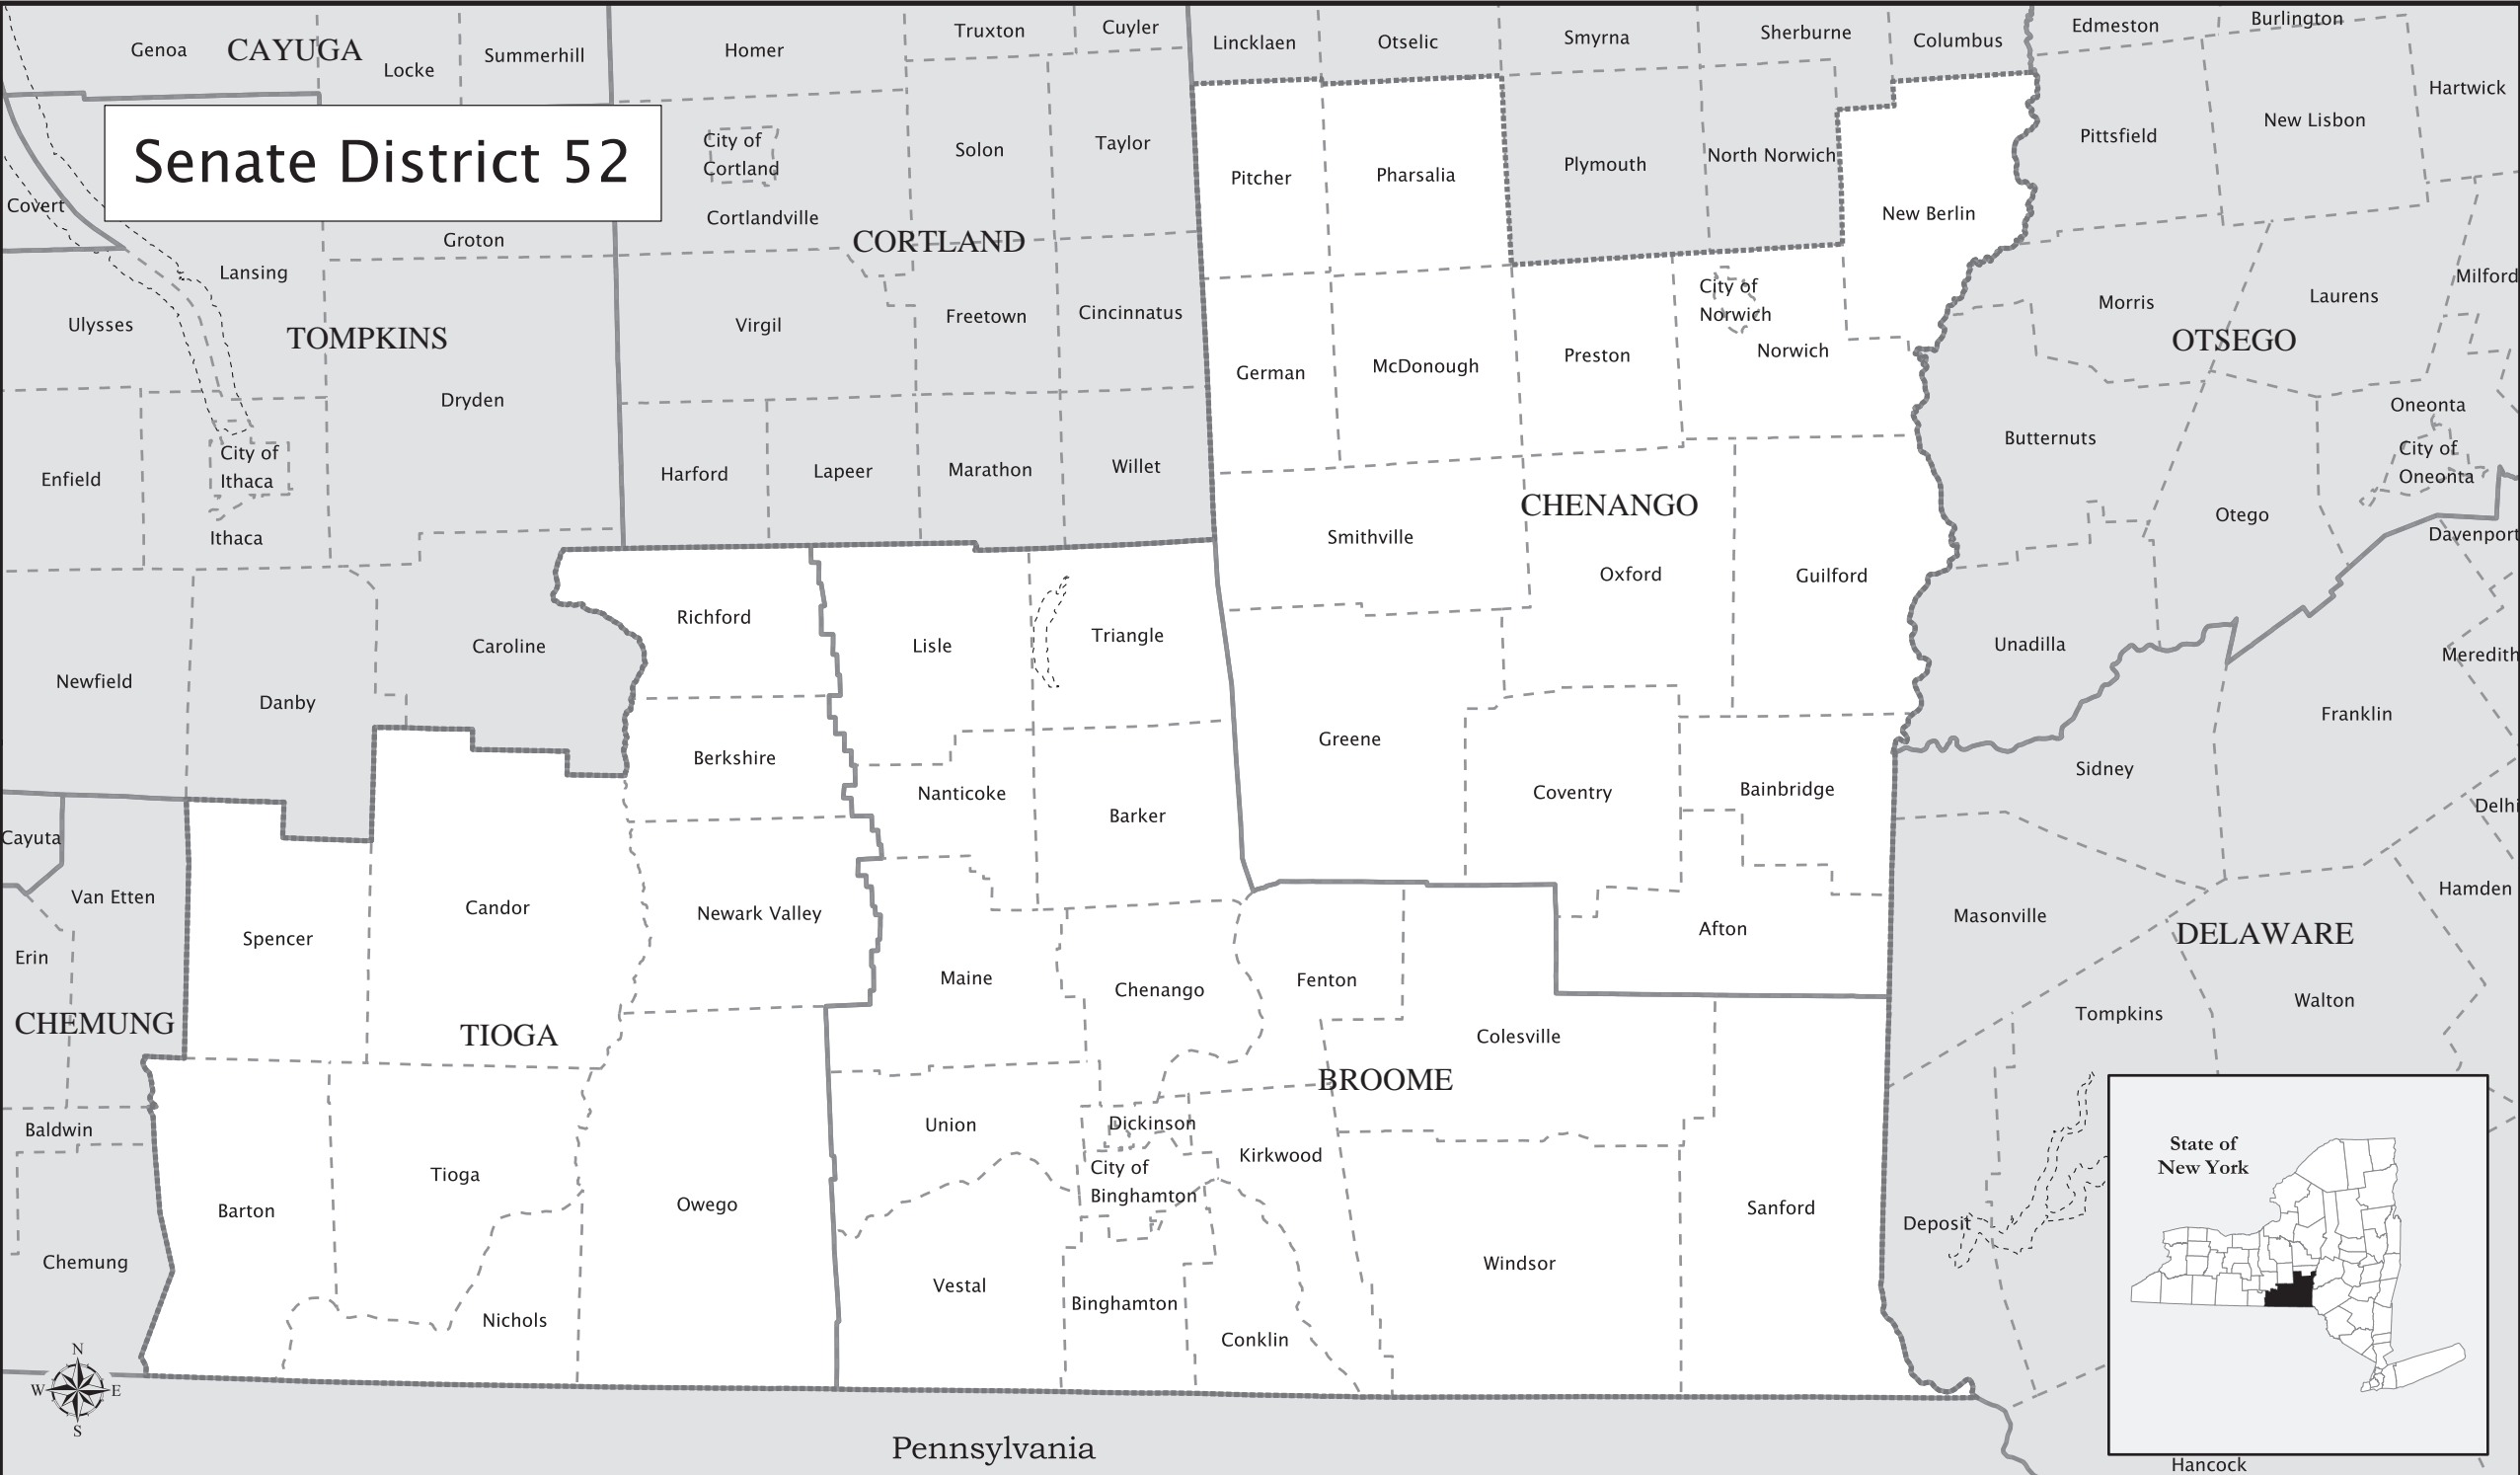 Senate District 52
Genoa
CAYUGA
Locke
Summerhill
Homer
Truxton
Cuyler
Lincklaen
Otselic
Smyrna
Sherburne
Columbus
Edmeston
Burlington
Hartwick
City of
Cortland
Solon
Taylor
Pitcher
Pharsalia
Plymouth
North Norwich
New Berlin
Pittsfield
New Lisbon
Covert
Groton
Cortlandville
CORTLAND
Lansing
Ulysses
TOMPKINS
Virgil
Freetown
Cincinnatus
German
McDonough
Preston
City of
Norwich
Norwich
Morris
Laurens
Milford
OTSEGO
Dryden
Enfield
City of
Ithaca
Ithaca
Harford
Lapeer
Marathon
Willet
Smithville
CHENANGO
Oxford
Guilford
Butternuts
Oneonta
City of
Oneonta
Otego
Davenport
Newfield
Danby
Caroline
Richford
Lisle
Triangle
Greene
Unadilla
Meredith
Franklin
Berkshire
Nanticoke
Barker
Coventry
Bainbridge
Sidney
Delhi
Cayuta
Van Etten
Erin
Spencer
Candor
Newark Valley
Maine
Chenango
Fenton
Afton
Masonville
Hamden
DELAWARE
CHEMUNG
TIOGA
Colesville
BROOME
Tompkins
Walton
Baldwin
Union
Dickinson
Kirkwood
City of
Binghamton
Barton
Tioga
Owego
Sanford
Deposit
Chemung
Nichols
Vestal
Binghamton
Conklin
Windsor
State of
New York
N
W
E
S
Pennsylvania
Hancock